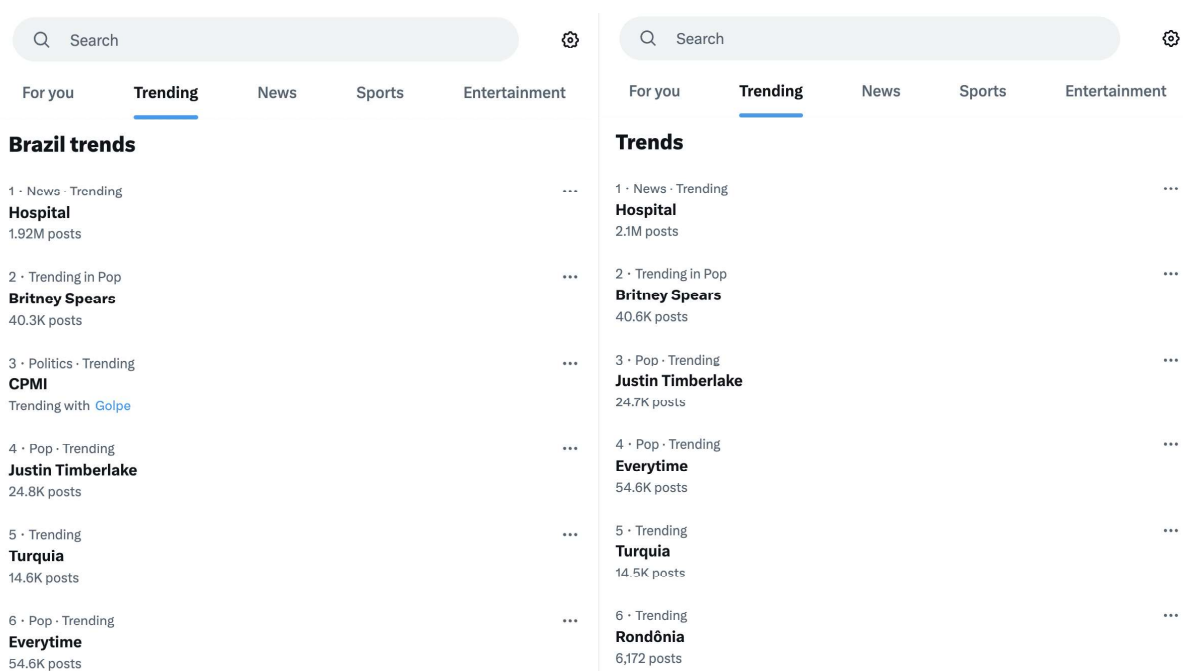 Search
For you Trending News Sports Entertainment
Brazil trends
1 · News · Trending
Hospital
1.92M posts
2 · Trending in Pop
Britney Spears
40.3K posts
3 · Politics · Trending
CPMI
Trending with Golpe
4 · Pop · Trending
Justin Timberlake
24.8K posts
5 · Trending
Turquia
14.6K posts
6 · Pop · Trending
Everytime
54.6K posts
Search
For you Trending News Sports Entertainment
Trends
1 · News · Trending
Hospital
2.1M posts
2 · Trending in Pop
Britney Spears
40.6K posts
3 · Pop · Trending
Justin Timberlake
24.7K posts
4 · Pop · Trending
Everytime
54.6K posts
5 · Trending
Turquia
14.5K posts
6 · Trending
Rondônia
6,172 posts